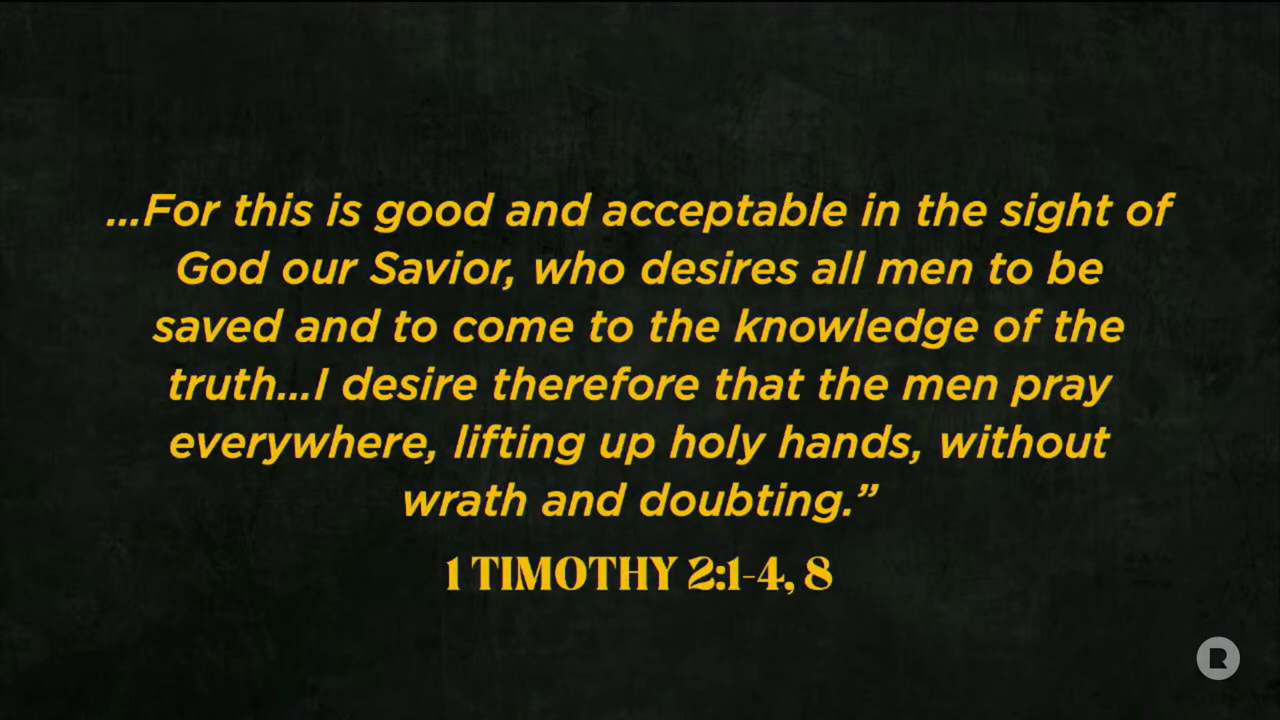 ...For this is good and acceptable in the sight of
God our Savior, who desires all men to be
saved and to come to the knowledge of the
truth...I desire therefore that the men pray
everywhere, lifting up holy hands, without
wrath and doubting.”
1 TIMOTHY 2:1-4, 8
R